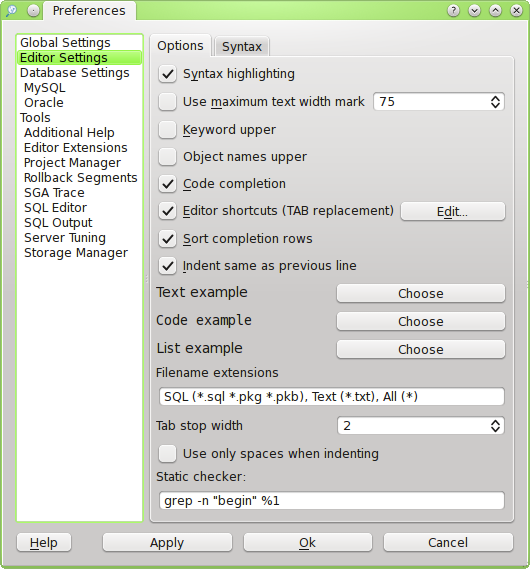 Preferences
Global Settings
Editor Settings
Database Settings
MySQL
Oracle
Tools
Additional Help
Editor Extensions
Project Manager
Rollback Segments
SGA Trace
SQL Editor
SQL Output
Server Tuning
Storage Manager
Options Syntax
Syntax highlighting
Use maximum text width mark 75
Keyword upper
Object names upper
Code completion
Editor shortcuts (TAB replacement) Edit...
Sort completion rows
Indent same as previous line
Text example Choose
Code example Choose
List example Choose
Filename extensions
SQL (*.sql *.pkg *.pkb), Text (*.txt), All (*)
Tab stop width 2
Use only spaces when indenting
Static checker:
grep -n "begin" %1
Help Apply Ok Cancel